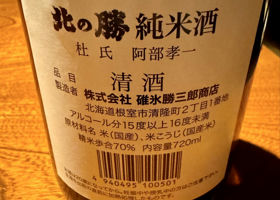 北の勝 純米酒
杜氏 阿部孝一
品目 清酒
製造者 株式会社 碓氷勝三郎商店
北海道根室市清隆町2丁目1番地
アルコール分15度以上16度未満
原材料名 米(国産)、米こうじ(国産米)
精米歩合70% 内容量720ml
4960495100501